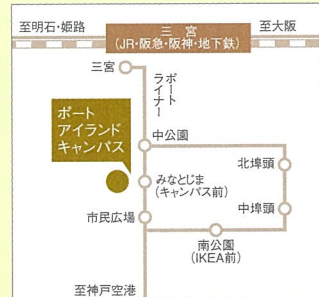 至明石・姫路
三 宮
(JR・阪急・阪神・地下鉄)
至大阪
三宮
ポートライナー
ポート
アイランド
キャンパス
中公園
北埠頭
みなとじま
(キャンパス前)
中埠頭
市民広場
南公園
(IKEA前)
至神戸空港